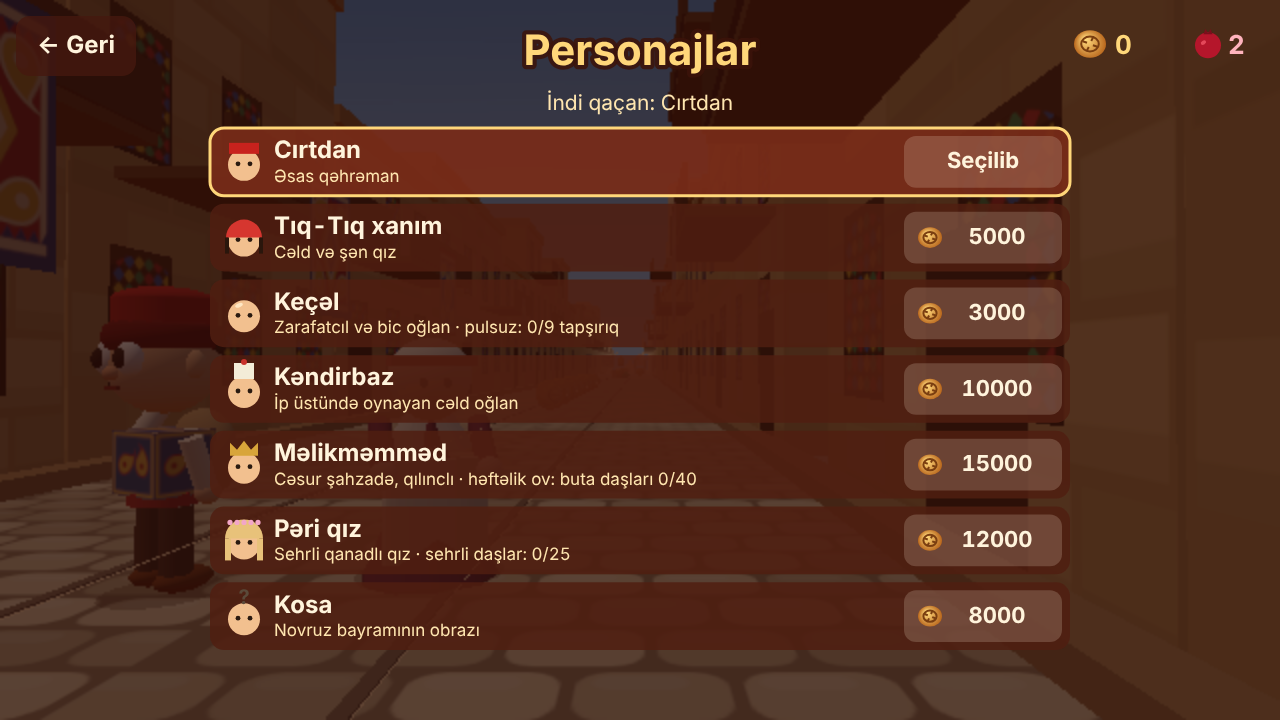 ← Geri
Personajlar
0
2
İndi qaçan: Cırtdan
Cırtdan
Əsas qəhrəman
Seçilib
Tıq-Tıq xanım
Cəld və şən qız
5000
Keçəl
Zarafatcıl və bic oğlan · pulsuz: 0/9 tapşırıq
3000
Kəndirbaz
İp üstündə oynayan cəld oğlan
10000
Məlikməmməd
Cəsur şahzadə, qılınclı · həftəlik ov: buta daşları 0/40
15000
Pəri qız
Sehrli qanadlı qız · sehrli daşlar: 0/25
12000
?
Kosa
Novruz bayramının obrazı
8000